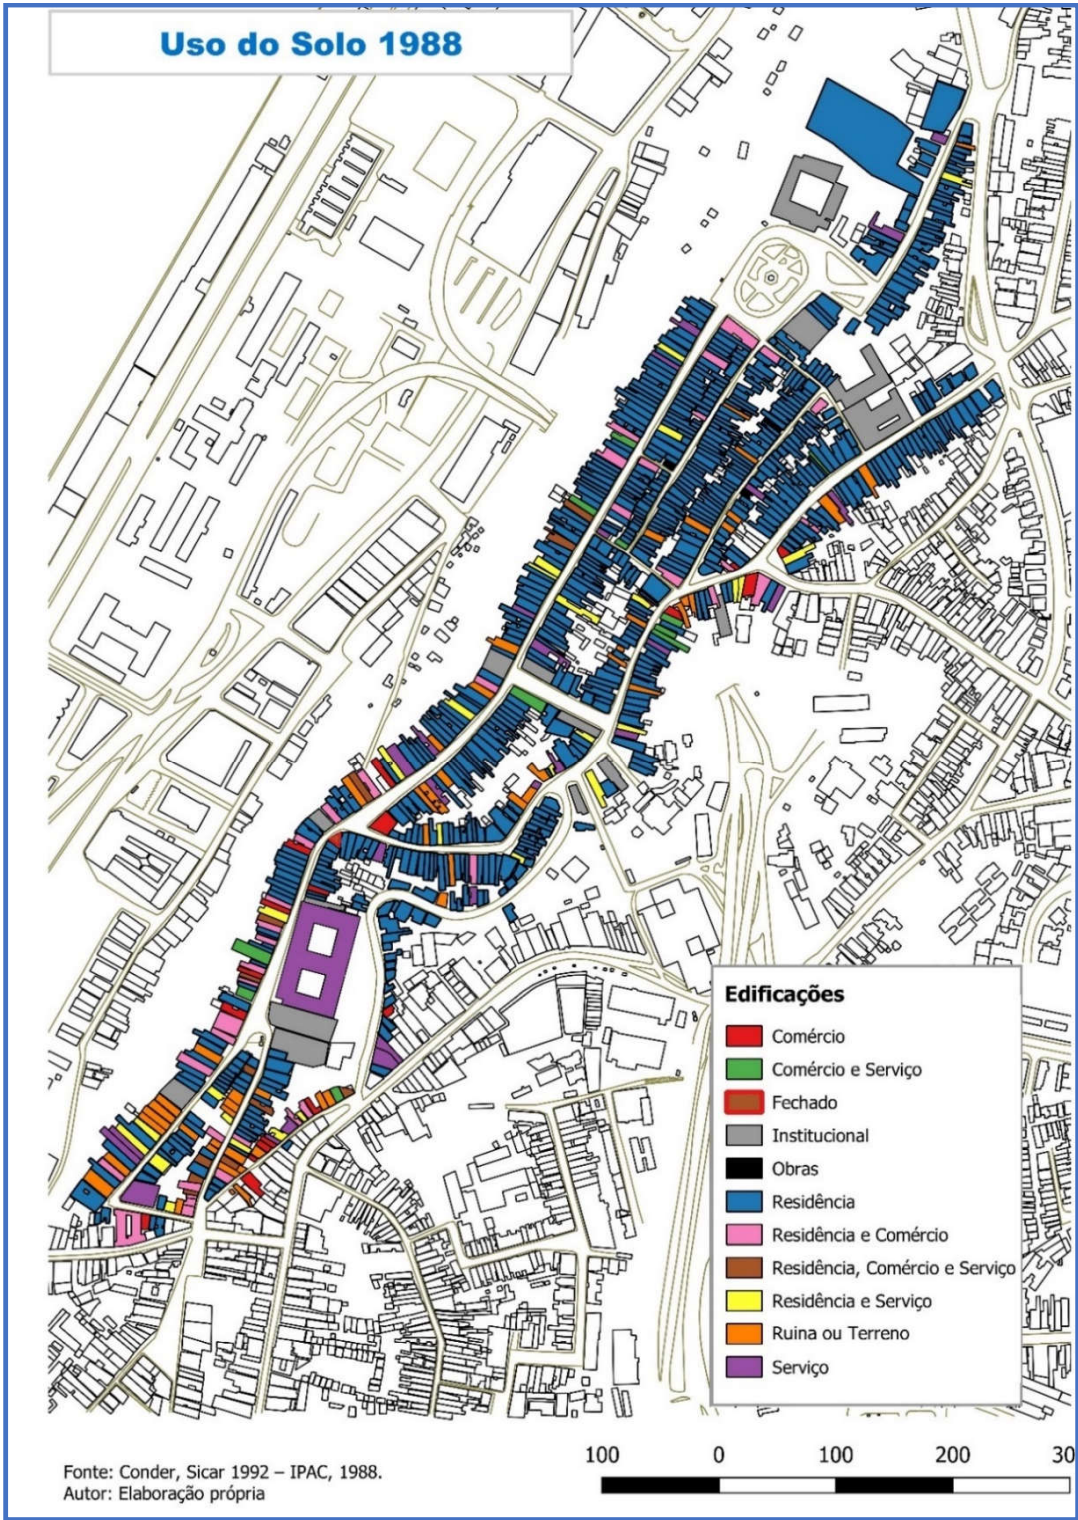 Uso do Solo 1988
Edificações
Comércio
Comércio e Serviço
Fechado
Institucional
Obras
Residência
Residência e Comércio
Residência, Comércio e Serviço
Residência e Serviço
Ruina ou Terreno
Serviço
100 0 100 200 30
Fonte: Conder, Sicar 1992 – IPAC, 1988.
Autor: Elaboração própria